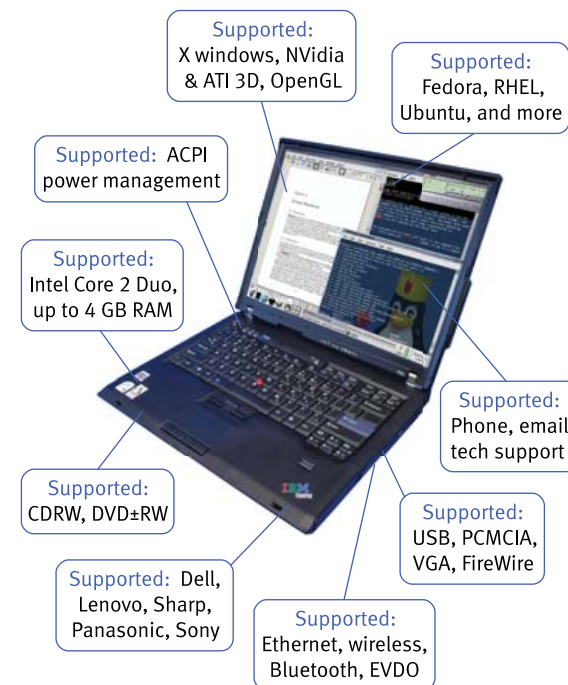 Supported:
X windows, NVidia
& ATI 3D, OpenGL
Supported:
Fedora, RHEL,
Ubuntu, and more
Supported: ACPI
power management
Supported:
Intel Core 2 Duo,
up to 4 GB RAM
Supported:
Phone, email
tech support
Supported:
CDRW, DVD±RW
Supported:
USB, PCMCIA,
VGA, FireWire
Supported: Dell,
Lenovo, Sharp,
Panasonic, Sony
Supported:
Ethernet, wireless,
Bluetooth, EVDO
IBM